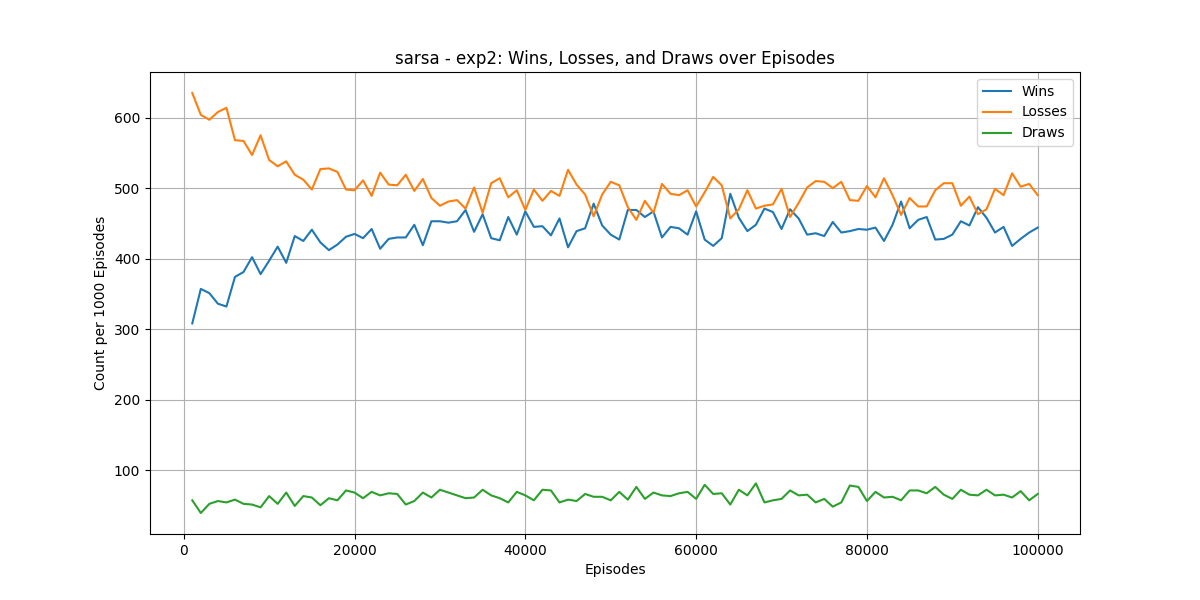 sarsa - exp2: Wins, Losses, and Draws over Episodes
Wins
Losses
Draws
Count per 1000 Episodes
600
500
400
300
200
100
0
20000
40000
60000
80000
100000
Episodes